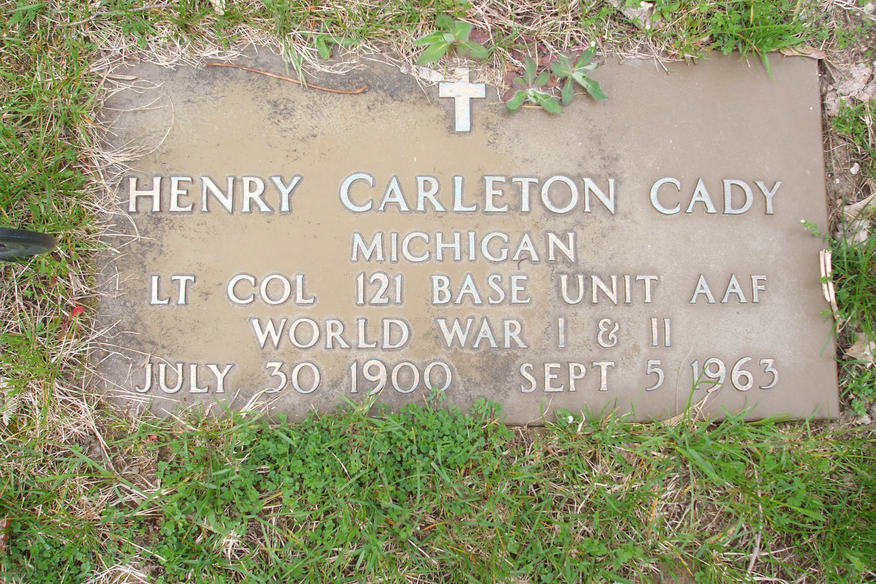 HENRY CARLETON CADY
MICHIGAN
LT COL 121 BASE UNIT AAF
WORLD WAR I & II
JULY 30 1900 SEPT 5 1963